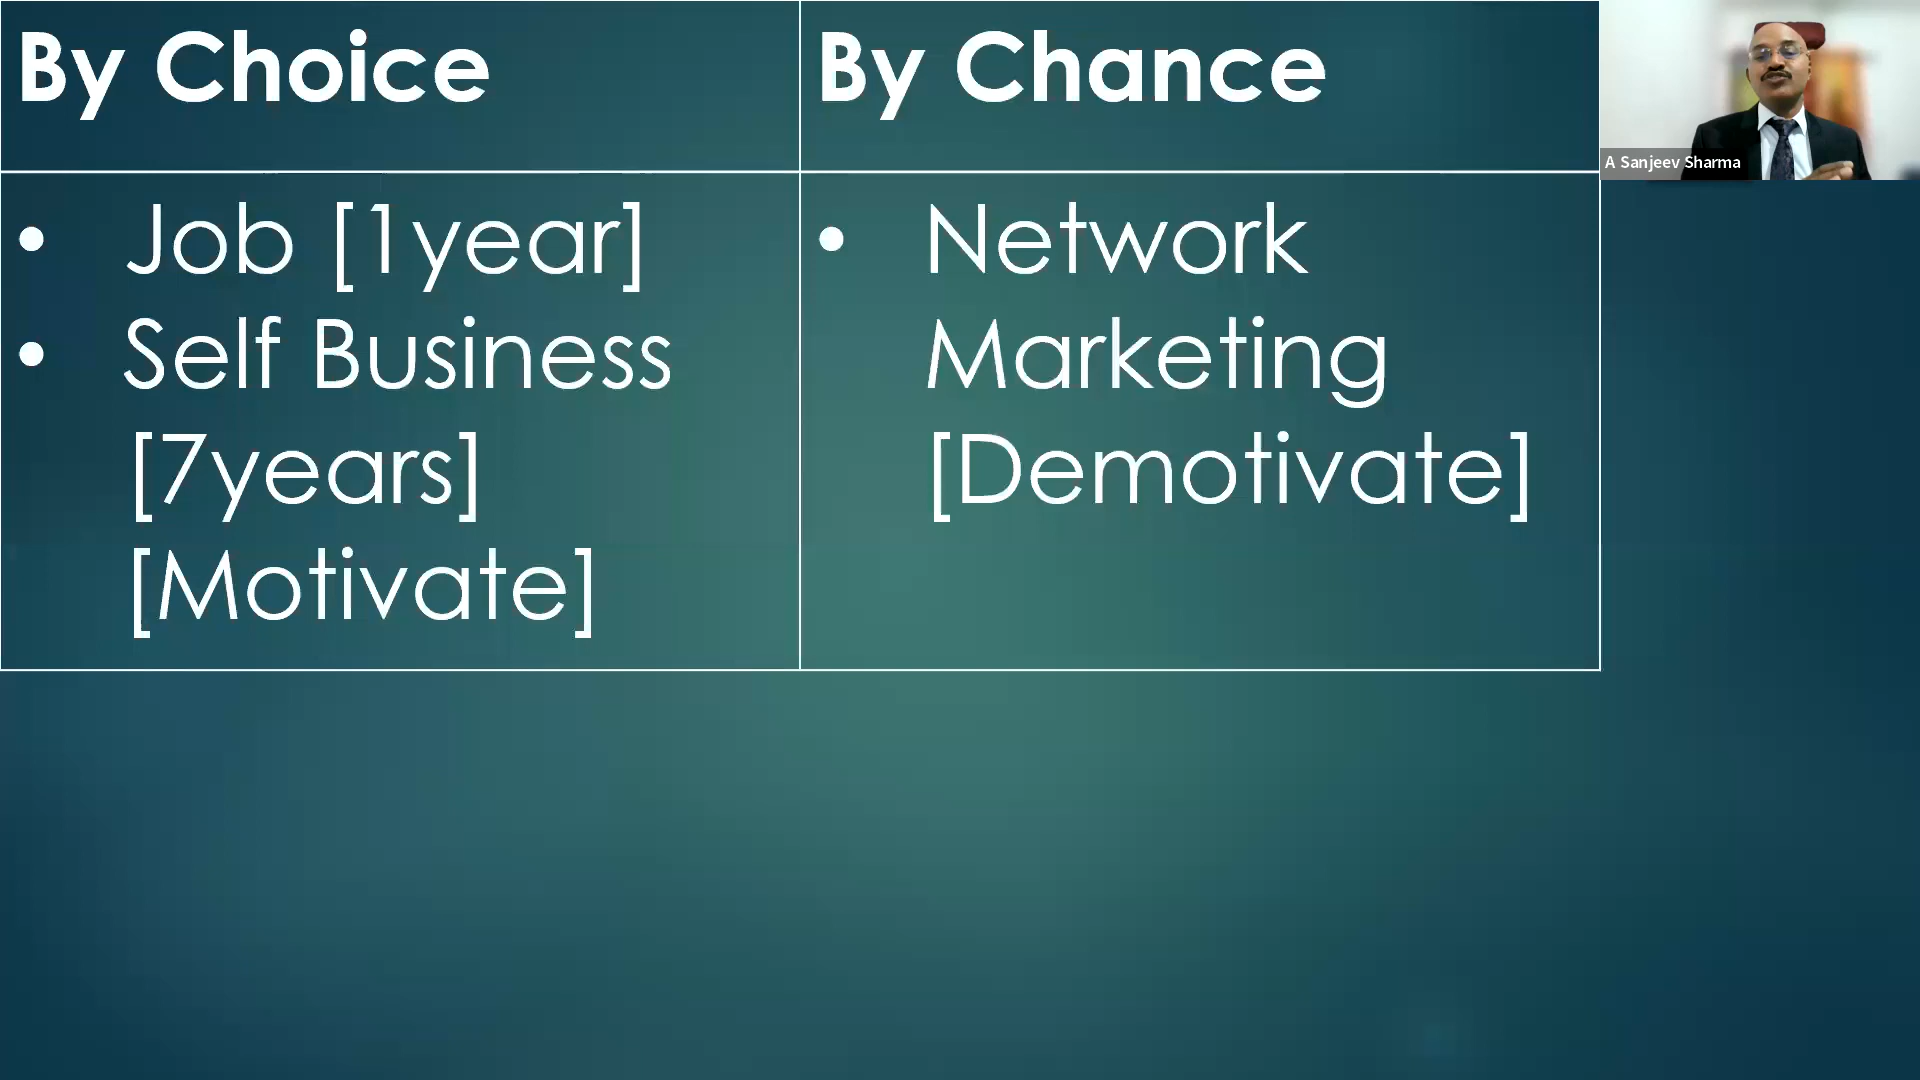 By Choice
By Chance
A Sanjeev Sharma
• Job [1year]
• Self Business
[7years]
[Motivate]
• Network
Marketing
[Demotivate]